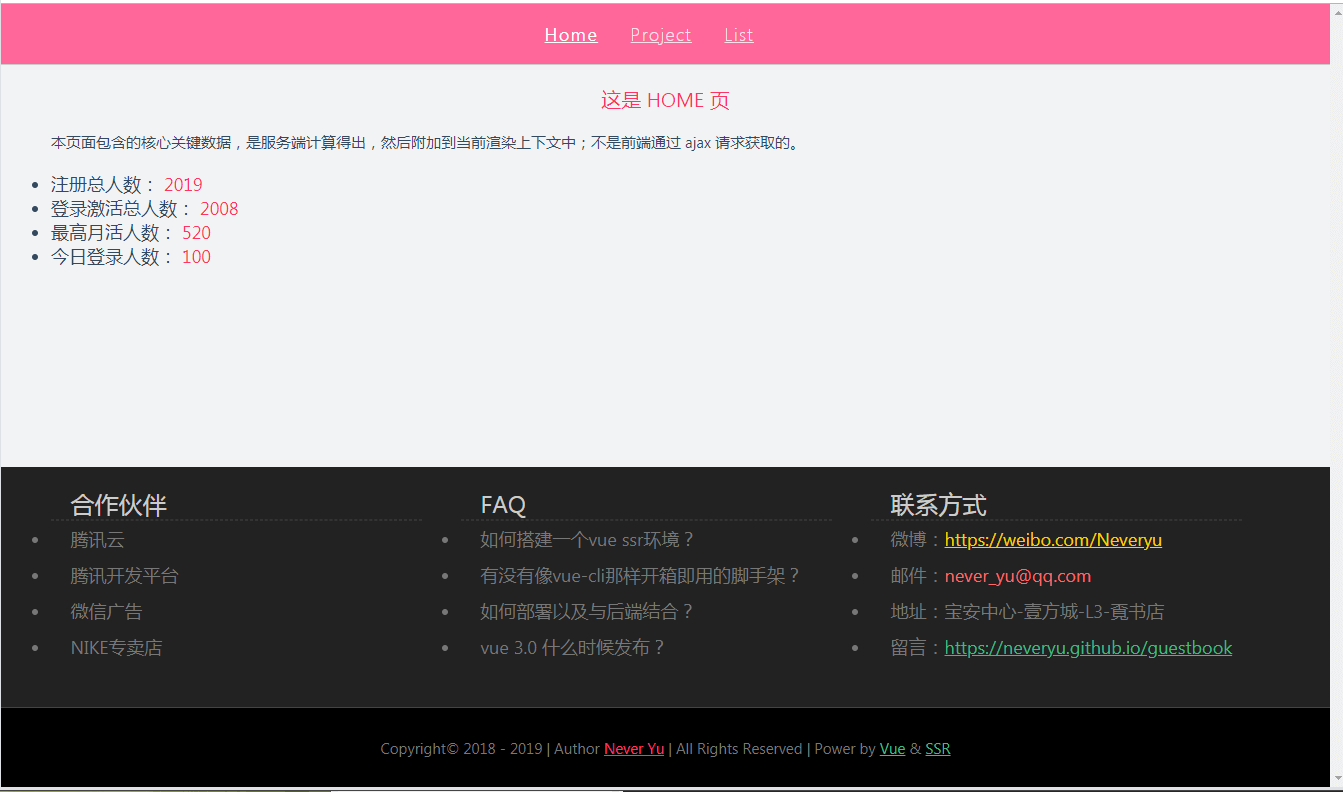 Home Project List
这是 HOME 页
本页面包含的核心关键数据，是服务端计算得出，然后附加到当前渲染上下文中；不是前端通过 ajax 请求获取的。
注册总人数： 2019
登录激活总人数： 2008
最高月活人数： 520
今日登录人数： 100
合作伙伴
腾讯云
腾讯开发平台
微信广告
NIKE专卖店
FAQ
如何搭建一个vue ssr环境？
有没有像vue-cli那样开箱即用的脚手架？
如何部署以及与后端结合？
vue 3.0 什么时候发布？
联系方式
微博：https://weibo.com/Neveryu
邮件：never_yu@qq.com
地址：宝安中心-壹方城-L3-覔书店
留言：https://neveryu.github.io/guestbook
Copyright© 2018 - 2019 | Author Never Yu | All Rights Reserved | Power by Vue & SSR